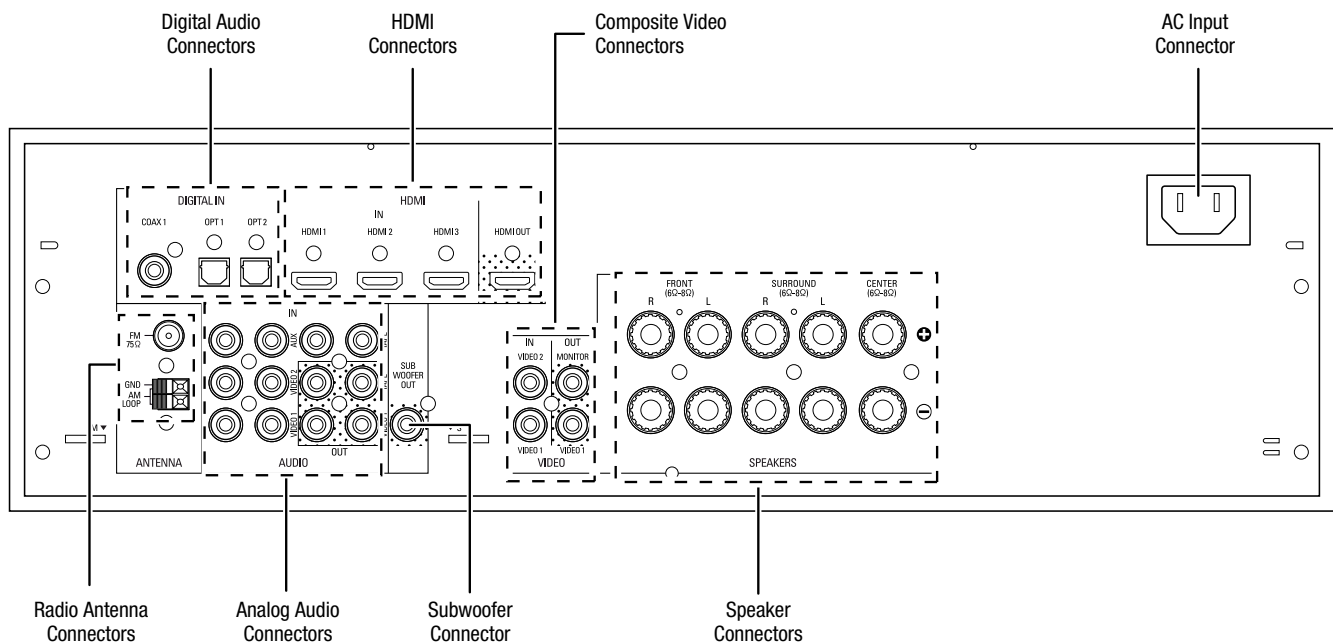 Digital Audio
Connectors
HDMI
Connectors
Composite Video
Connectors
AC Input
Connector
DIGITAL IN
COAX 1
OPT 1
OPT 2
HDMI
IN
HDMI 1
HDMI 2
HDMI 3
HDMI OUT
FRONT
(6Ω-8Ω)
R
L
SURROUND
(6Ω-8Ω)
R
L
CENTER
(6Ω-8Ω)
FM
75Ω
GND
AM
LOOP
ANTENNA
IN
AUX
VIDEO 2
VIDEO 1
OUT
AUDIO
SUB
WOOFER
OUT
IN
OUT
VIDEO 2
MONITOR
VIDEO 1
VIDEO 1
VIDEO
SPEAKERS
Radio Antenna
Connectors
Analog Audio
Connectors
Subwoofer
Connector
Speaker
Connectors